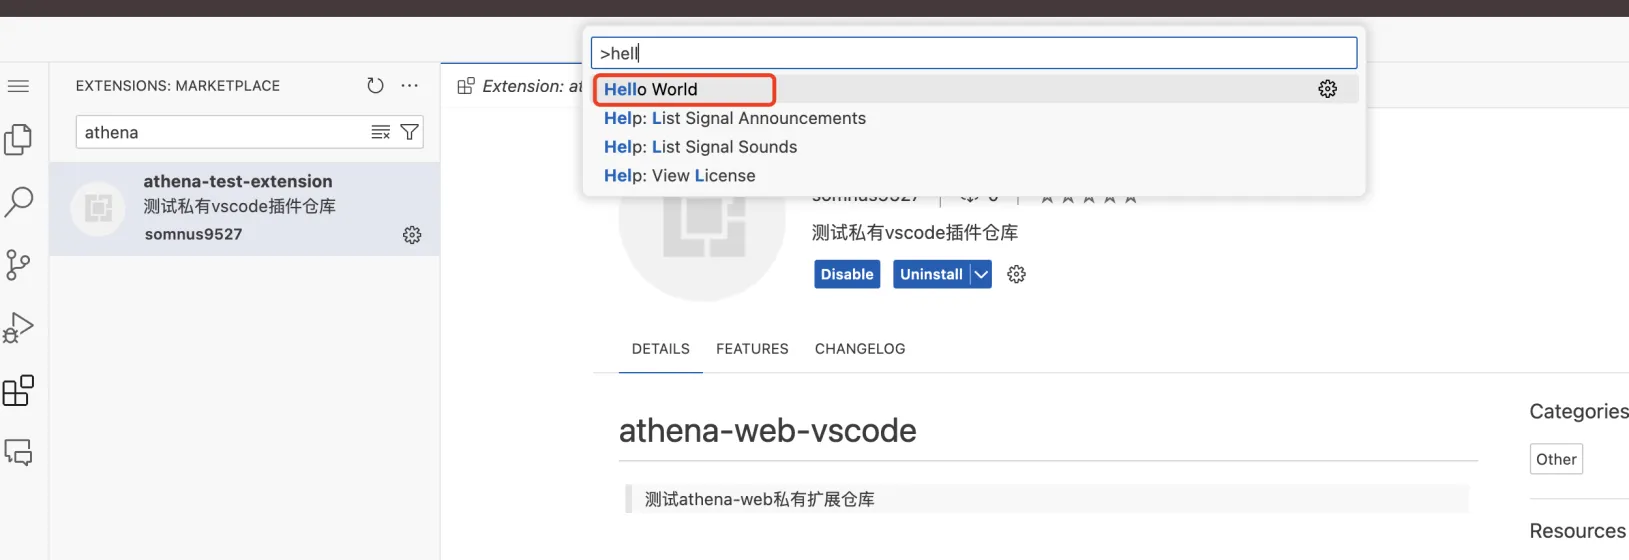 >hell
Hello World
Help: List Signal Announcements
Help: List Signal Sounds
Help: View License
EXTENSIONS: MARKETPLACE
athena
athena-test-extension
测试私有vscode插件仓库
somnus9527
Extension: at
somnus9527
测试私有vscode插件仓库
Disable
Uninstall
DETAILS
FEATURES
CHANGELOG
athena-web-vscode
测试athena-web私有扩展仓库
Categories
Other
Resources